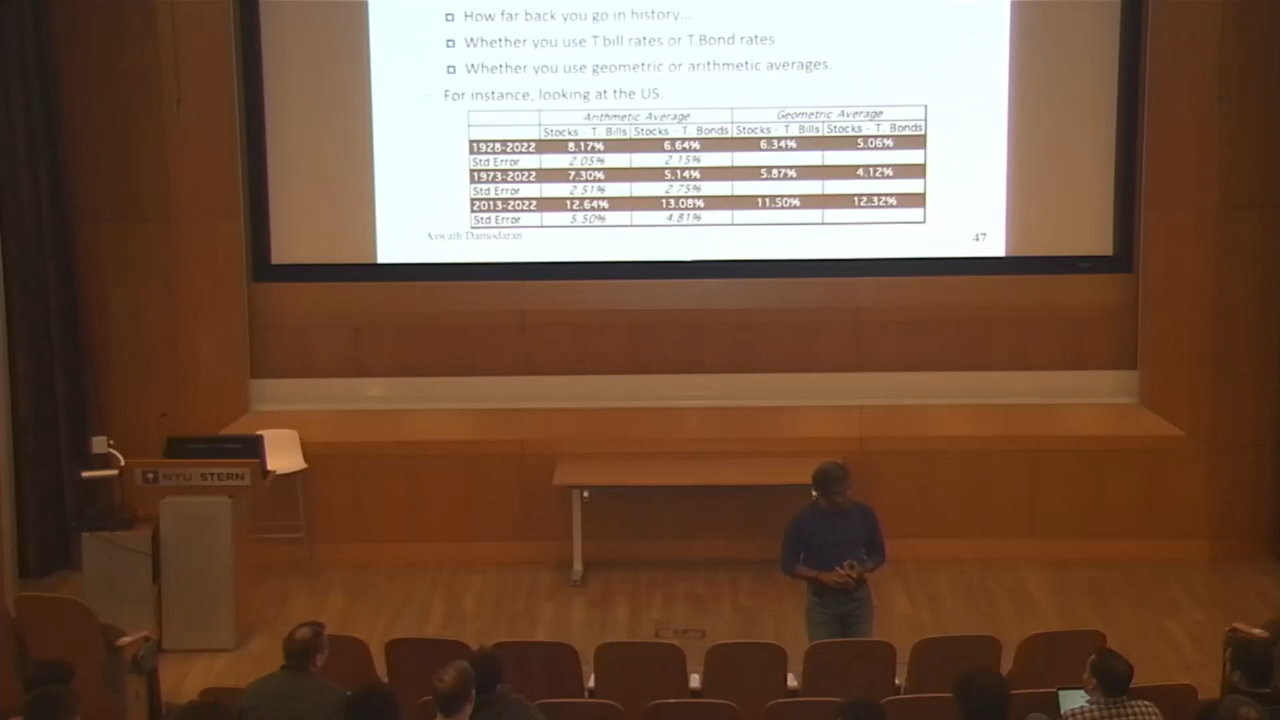 How far back you go in history...
Whether you use T.bill rates or T.Bond rates
Whether you use geometric or arithmetic averages.
For instance, looking at the US.
Arithmetic Average Geometric Average
Stocks - T. Bills Stocks - T. Bonds Stocks - T. Bills Stocks - T. Bonds
1928-2022 8.17% 6.64% 6.34% 5.06%
Std Error 2.05% 2.15%
1973-2022 7.30% 5.14% 5.87% 4.12%
Std Error 2.51% 2.75%
2013-2022 12.64% 13.08% 11.50% 12.32%
Std Error 5.50% 4.81%
Aswath Damodaran 47
NYU STERN